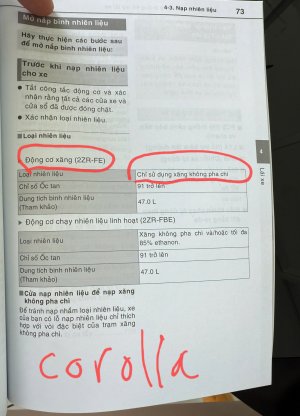 4-3. Nạp nhiên liệu
73
Mở nắp bình nhiên liệu
Hãy thực hiện các bước sau
để mở nắp bình nhiên liệu:
Trước khi nạp nhiên liệu
cho xe
● Tất công tắc động cơ và xác
nhận rằng tất cả các cửa xe và
cửa sổ đã được đóng chặt.
● Xác nhận loại nhiên liệu.
■ Loại nhiên liệu
Động cơ xăng (2ZR-FE)
Loại nhiên liệu
Chỉ sử dụng xăng không pha chì
Chỉ số Ốc tan
91 trở lên
Dung tích bình nhiên liệu
(Tham khảo)
47.0 L
▶ Động cơ chạy nhiên liệu linh hoạt (2ZR-FBE)
Loại nhiên liệu
Xăng không pha chì và/hoặc tối đa
85% ethanon.
Chỉ số Ốc tan
91 trở lên
Dung tích bình nhiên liệu
(Tham khảo)
47.0 L
■ Cửa nạp nhiên liệu để nạp xăng
không pha chì
Để tránh nạp nhầm loại nhiên liệu, xe
của bạn có lỗ nạp nhiên liệu chỉ thích
hợp với vòi đặc biệt của trạm xăng
không pha chì.
4
Lái xe
corolla